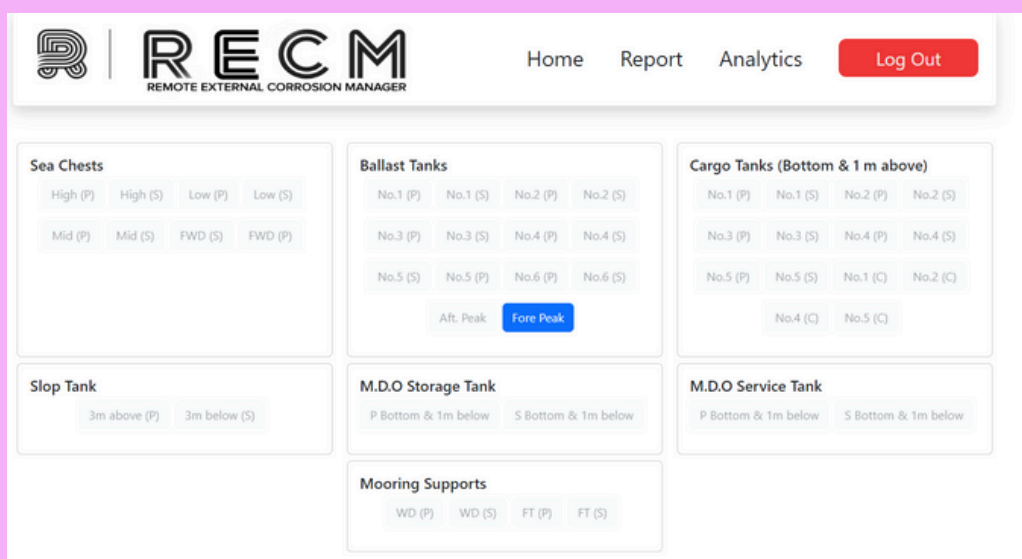 RECM
REMOTE EXTERNAL CORROSION MANAGER
Home Report Analytics Log Out
Sea Chests
High (P) High (S) Low (P) Low (S)
Mid (P) Mid (S) FWD (S) FWD (P)
Ballast Tanks
No.1 (P) No.1 (S) No.2 (P) No.2 (S)
No.3 (P) No.3 (S) No.4 (P) No.4 (S)
No.5 (S) No.5 (P) No.6 (P) No.6 (S)
Aft. Peak Fore Peak
Cargo Tanks (Bottom & 1 m above)
No.1 (P) No.1 (S) No.2 (P) No.2 (S)
No.3 (P) No.3 (S) No.4 (P) No.4 (S)
No.5 (P) No.5 (S) No.1 (C) No.2 (C)
No.4 (C) No.5 (C)
Slop Tank
3m above (P) 3m below (S)
M.D.O Storage Tank
P Bottom & 1m below S Bottom & 1m below
M.D.O Service Tank
P Bottom & 1m below S Bottom & 1m below
Mooring Supports
WD (P) WD (S) FT (P) FT (S)